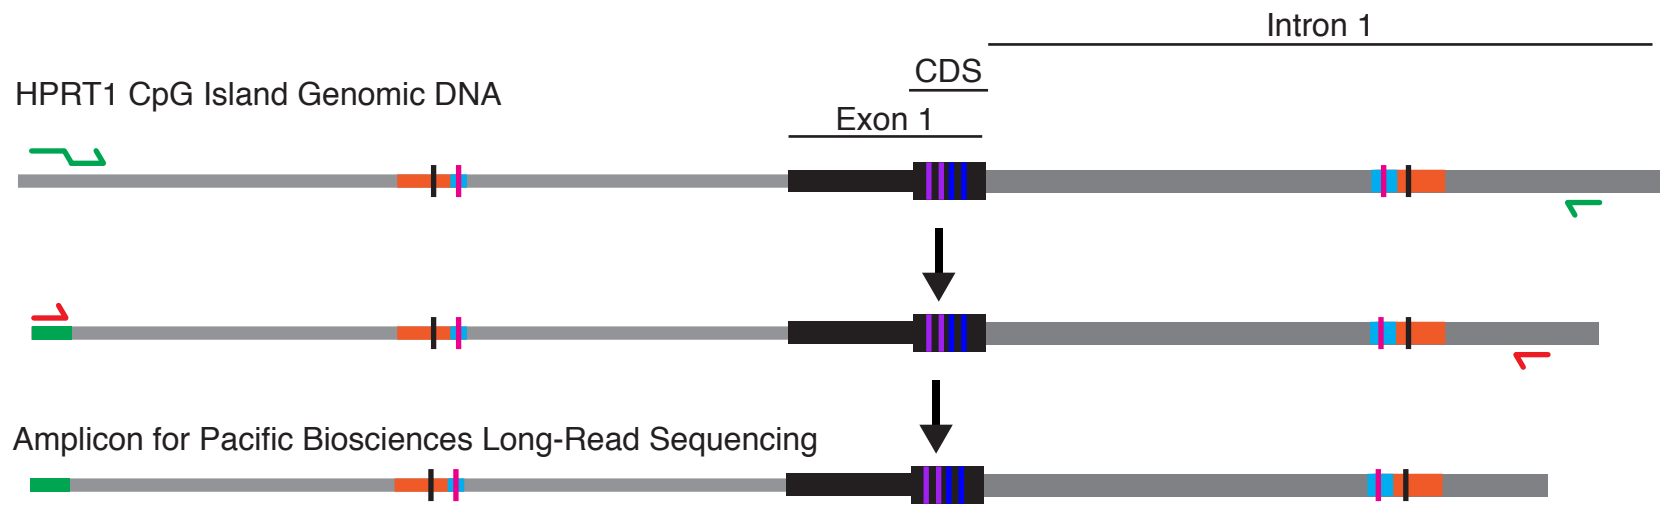 Intron 1
CDS
HPRT1 CpG Island Genomic DNA
Exon 1
Amplicon for Pacific Biosciences Long-Read Sequencing